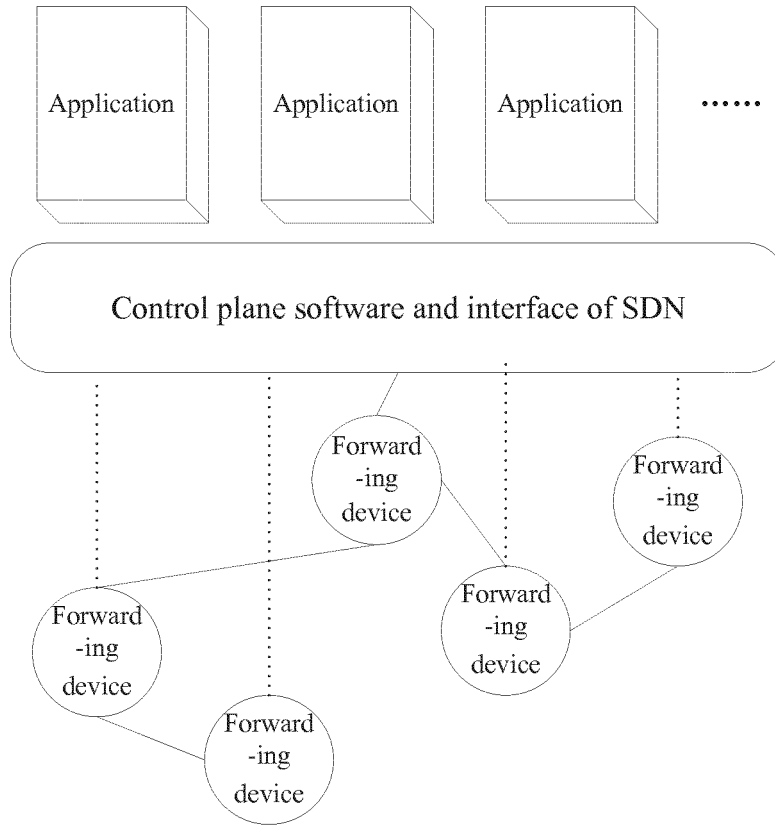 Application
Application
Application
......
Control plane software and interface of SDN
Forward
-ing
device
Forward
-ing
device
Forward
-ing
device
Forward
-ing
device
Forward
-ing
device